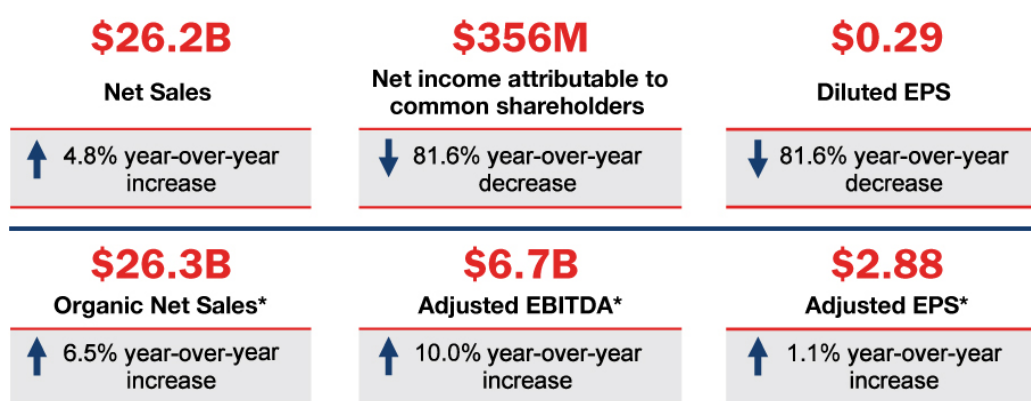 $26.2B
Net Sales
4.8% year-over-year
increase
$356M
Net income attributable to
common shareholders
81.6% year-over-year
decrease
$0.29
Diluted EPS
81.6% year-over-year
decrease
$26.3B
Organic Net Sales*
6.5% year-over-year
increase
$6.7B
Adjusted EBITDA*
10.0% year-over-year
increase
$2.88
Adjusted EPS*
1.1% year-over-year
increase